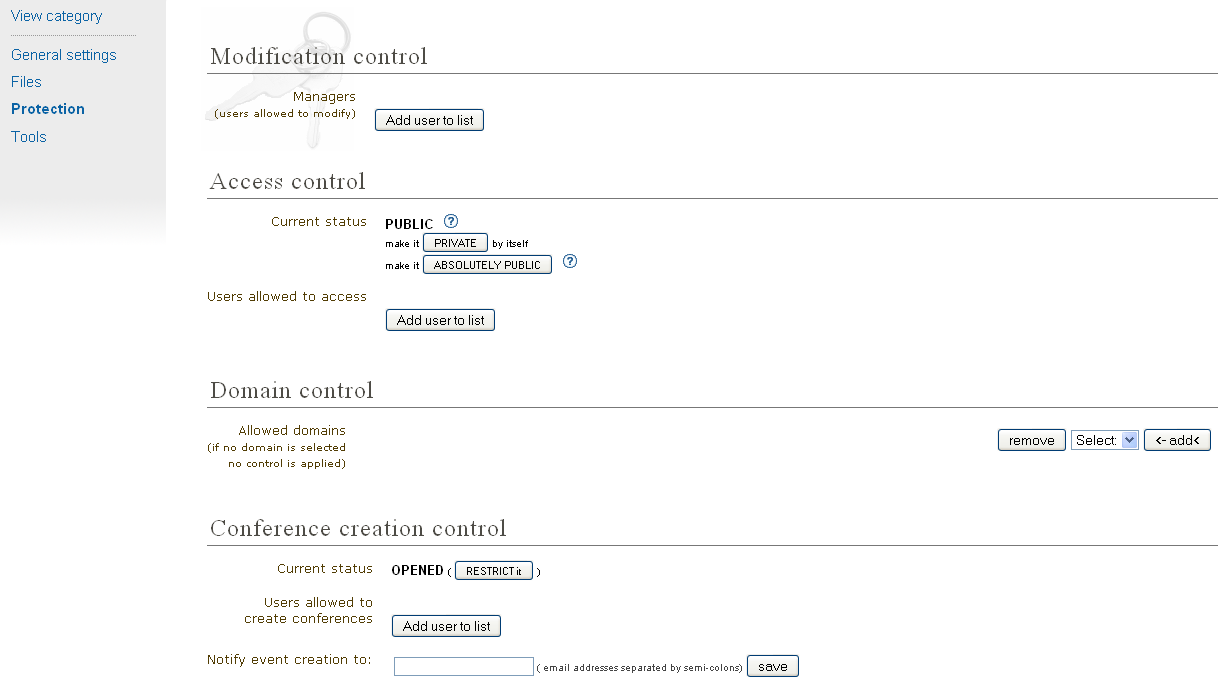 View category
General settings
Files
Protection
Tools
Modification control
Managers
(users allowed to modify)
Add user to list
Access control
Current status
PUBLIC ?
make it PRIVATE by itself
make it ABSOLUTELY PUBLIC ?
Users allowed to access
Add user to list
Domain control
Allowed domains
(if no domain is selected
no control is applied)
remove Select: <- add<
Conference creation control
Current status OPENED ( RESTRICT it )
Users allowed to
create conferences
Add user to list
Notify event creation to: ( email addresses separated by semi-colons) save